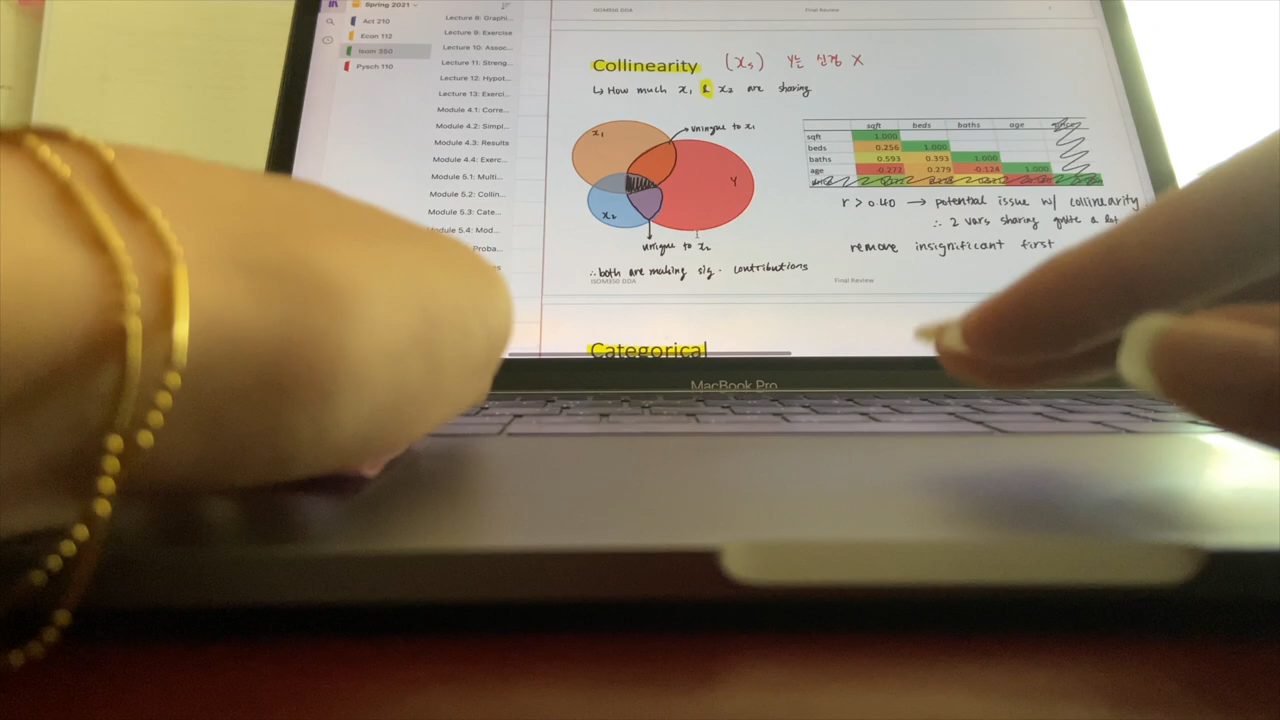 Spring 2021
Act 210
Econ 112
Isom 350
Pysch 110
Lecture 8: Graphi...
Lecture 9: Exercise
Lecture 10: Assoc...
Lecture 11: Streng...
Lecture 12: Hypot...
Lecture 13: Exerci...
Module 4.1: Corre...
Module 4.2: Simpl...
Module 4.3: Results
Module 4.4: Exerc...
Module 5.1: Multi...
Module 5.2: Collin...
Module 5.3: Cate...
5.4: Mod...
Proba...
ISOM350 DDA
Final Review
Collinearity (Xs) Y는 신경 X
↳ How much x₁ & x₂ are sharing
x₁
uningue to x₁
Y
x₂
unique to x₂
∴ both are making sig. contributions
sqft beds baths age
sqft 1.000
beds 0.256 1.000
baths 0.593 0.393 1.000
age -0.272 0.279 -0.124 1.000
r > 0.40 → potential issue w/ collinearity
∴ 2 vars sharing quite a lot
remove insignificant first
ISOM350 DDA
Final Review
Categorical
MacBook Pro